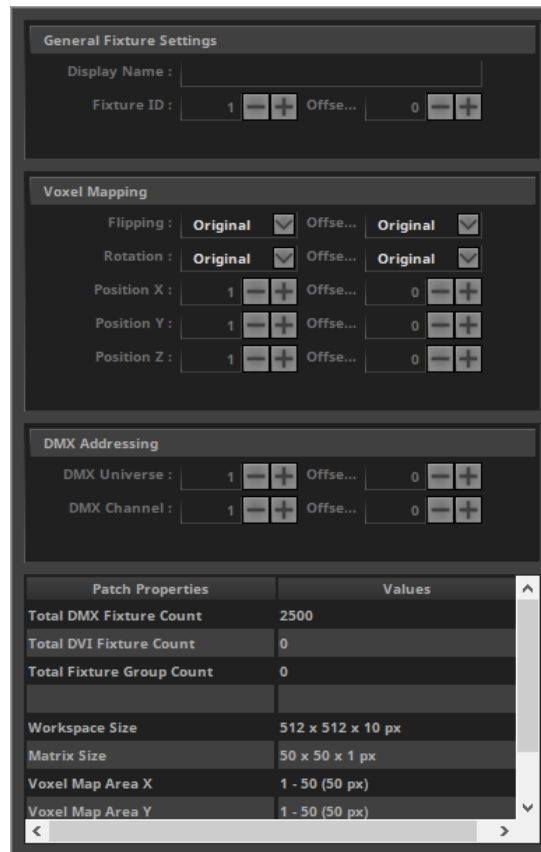 General Fixture Settings
Display Name :
Fixture ID : 1 Offse... 0
Voxel Mapping
Flipping : Original Offse... Original
Rotation : Original Offse... Original
Position X : 1 Offse... 0
Position Y : 1 Offse... 0
Position Z : 1 Offse... 0
DMX Addressing
DMX Universe : 1 Offse... 0
DMX Channel : 1 Offse... 0
Patch Properties Values
Total DMX Fixture Count 2500
Total DVI Fixture Count 0
Total Fixture Group Count 0
Workspace Size 512 x 512 x 10 px
Matrix Size 50 x 50 x 1 px
Voxel Map Area X 1 - 50 (50 px)
Voxel Map Area Y 1 - 50 (50 px)